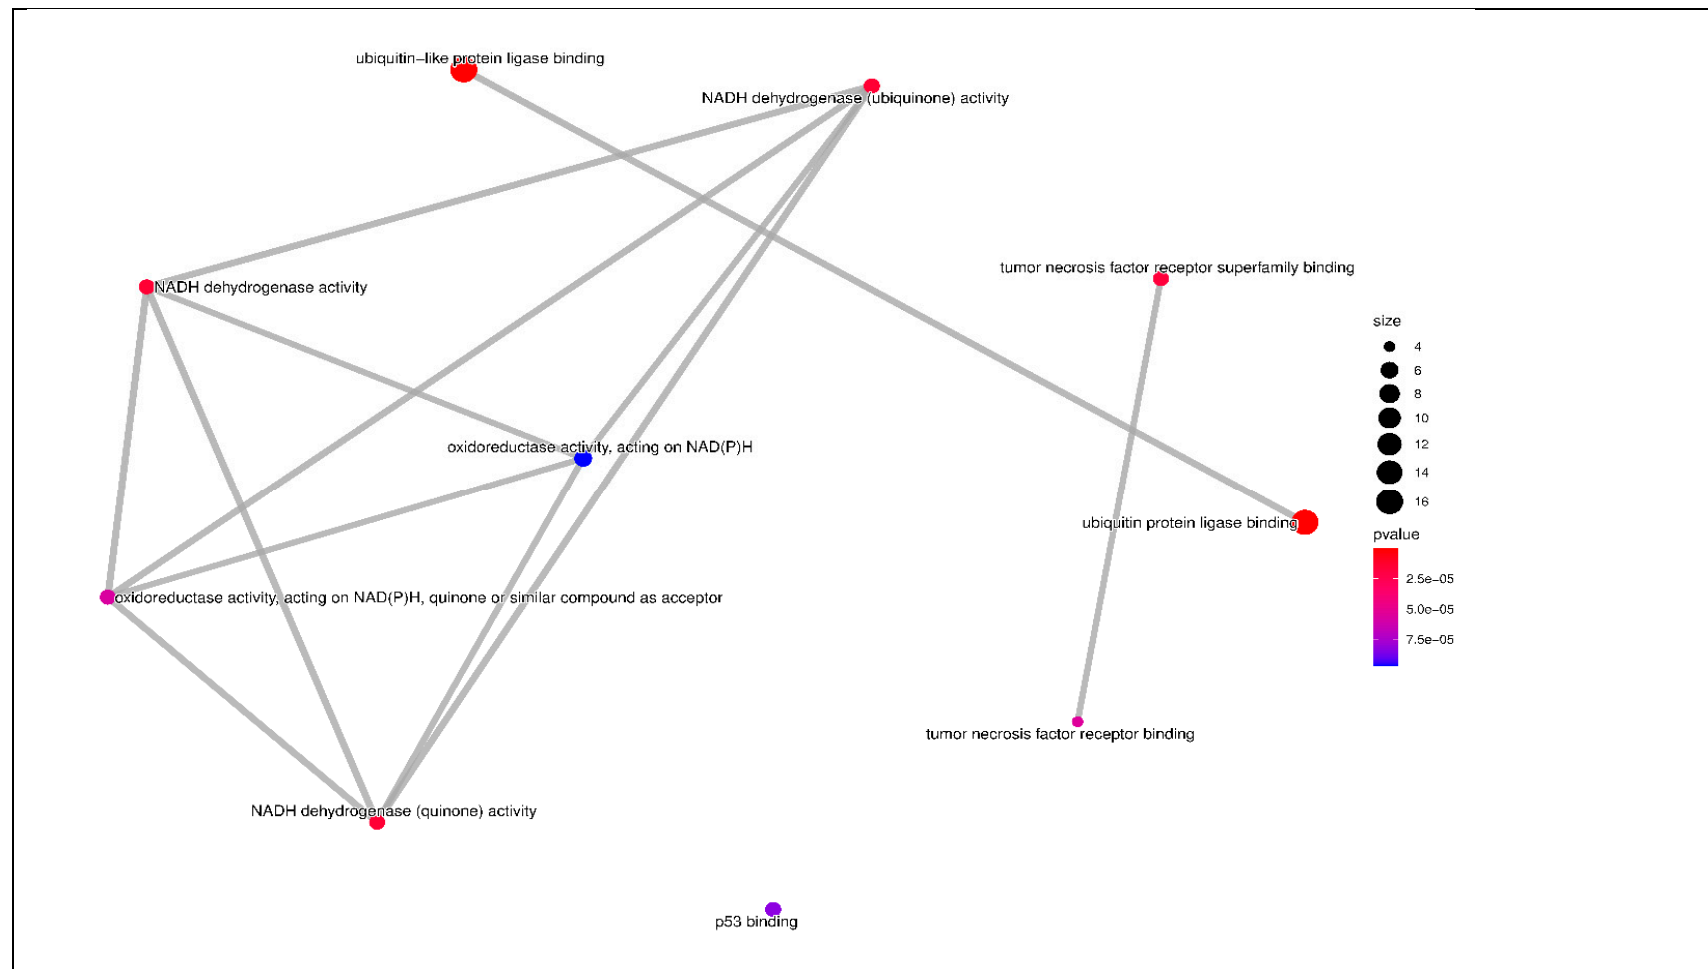 ubiquitin−like protein ligase binding
NADH dehydrogenase (ubiquinone) activity
tumor necrosis factor receptor superfamily binding
NADH dehydrogenase activity
size
4
6
8
10
12
14
16
oxidoreductase activity, acting on NAD(P)H
ubiquitin protein ligase binding
pvalue
2.5e−05
5.0e−05
7.5e−05
oxidoreductase activity, acting on NAD(P)H, quinone or similar compound as acceptor
tumor necrosis factor receptor binding
NADH dehydrogenase (quinone) activity
p53 binding